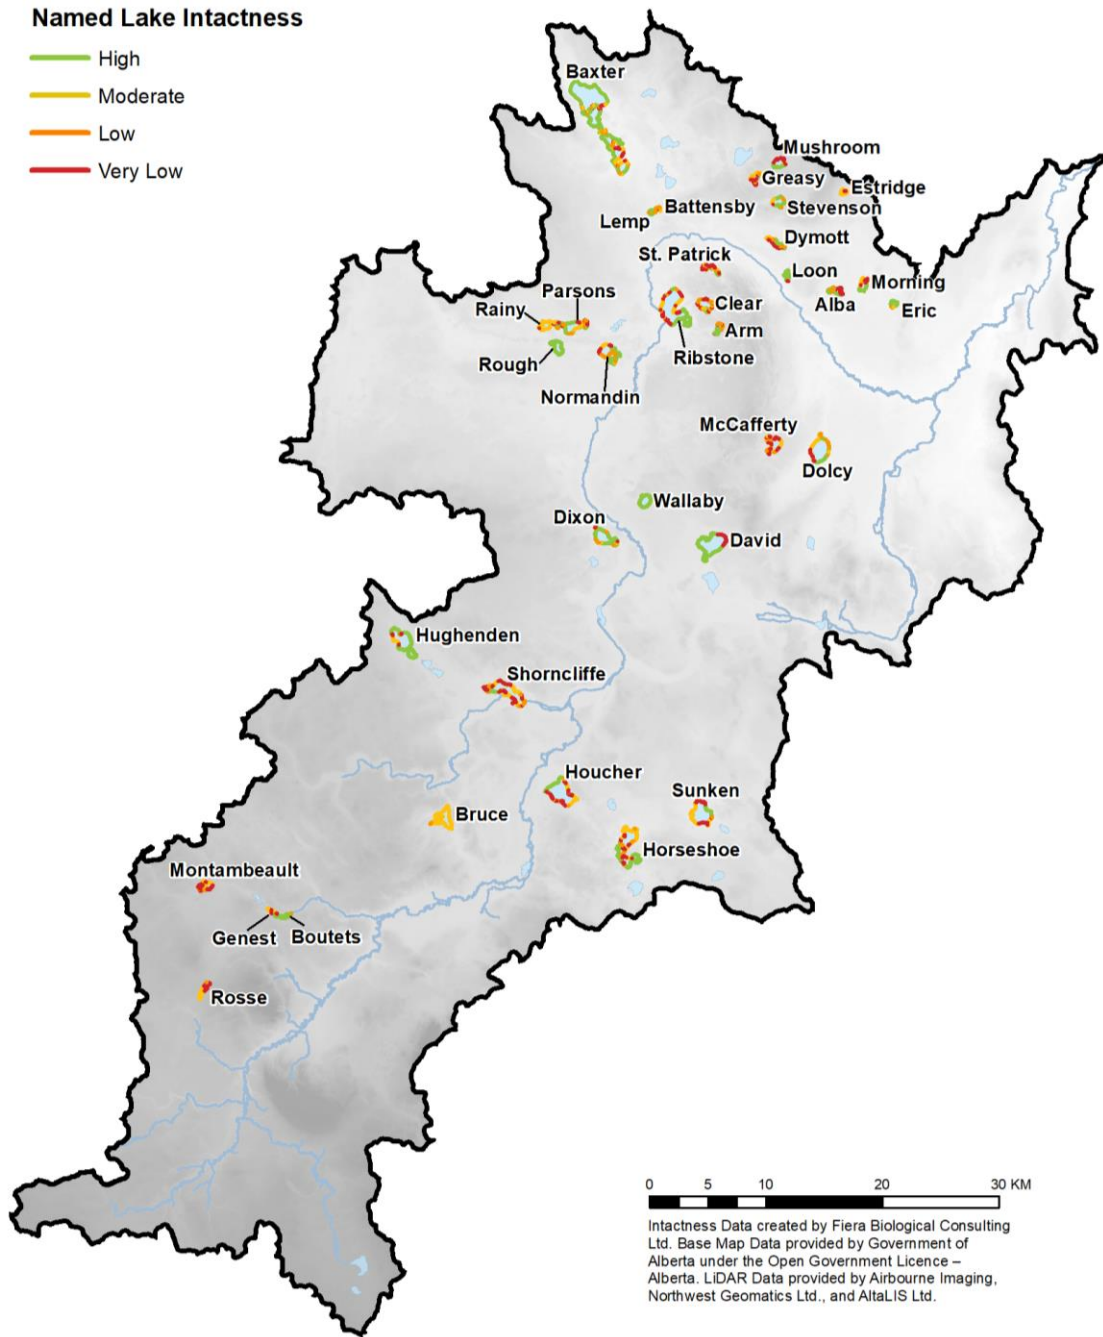 Named Lake Intactness
High
Moderate
Low
Very Low
Baxter
Mushroom
Greasy
Estridge
Stevenson
Battensby
Lemp
Dymott
St. Patrick
Loon
Morning
Alba
Eric
Parsons
Clear
Rainy
Arm
Ribstone
Rough
Normandin
McCafferty
Dolcy
Wallaby
Dixon
David
Hughenden
Shorncliffe
Houcher
Sunken
Bruce
Horseshoe
Montambeault
Genest
Boutets
Rosse
0 5 10 20 30 KM
Intactness Data created by Fiera Biological Consulting
Ltd. Base Map Data provided by Government of
Alberta under the Open Government Licence –
Alberta. LiDAR Data provided by Airbourne Imaging,
Northwest Geomatics Ltd., and AltaLIS Ltd.